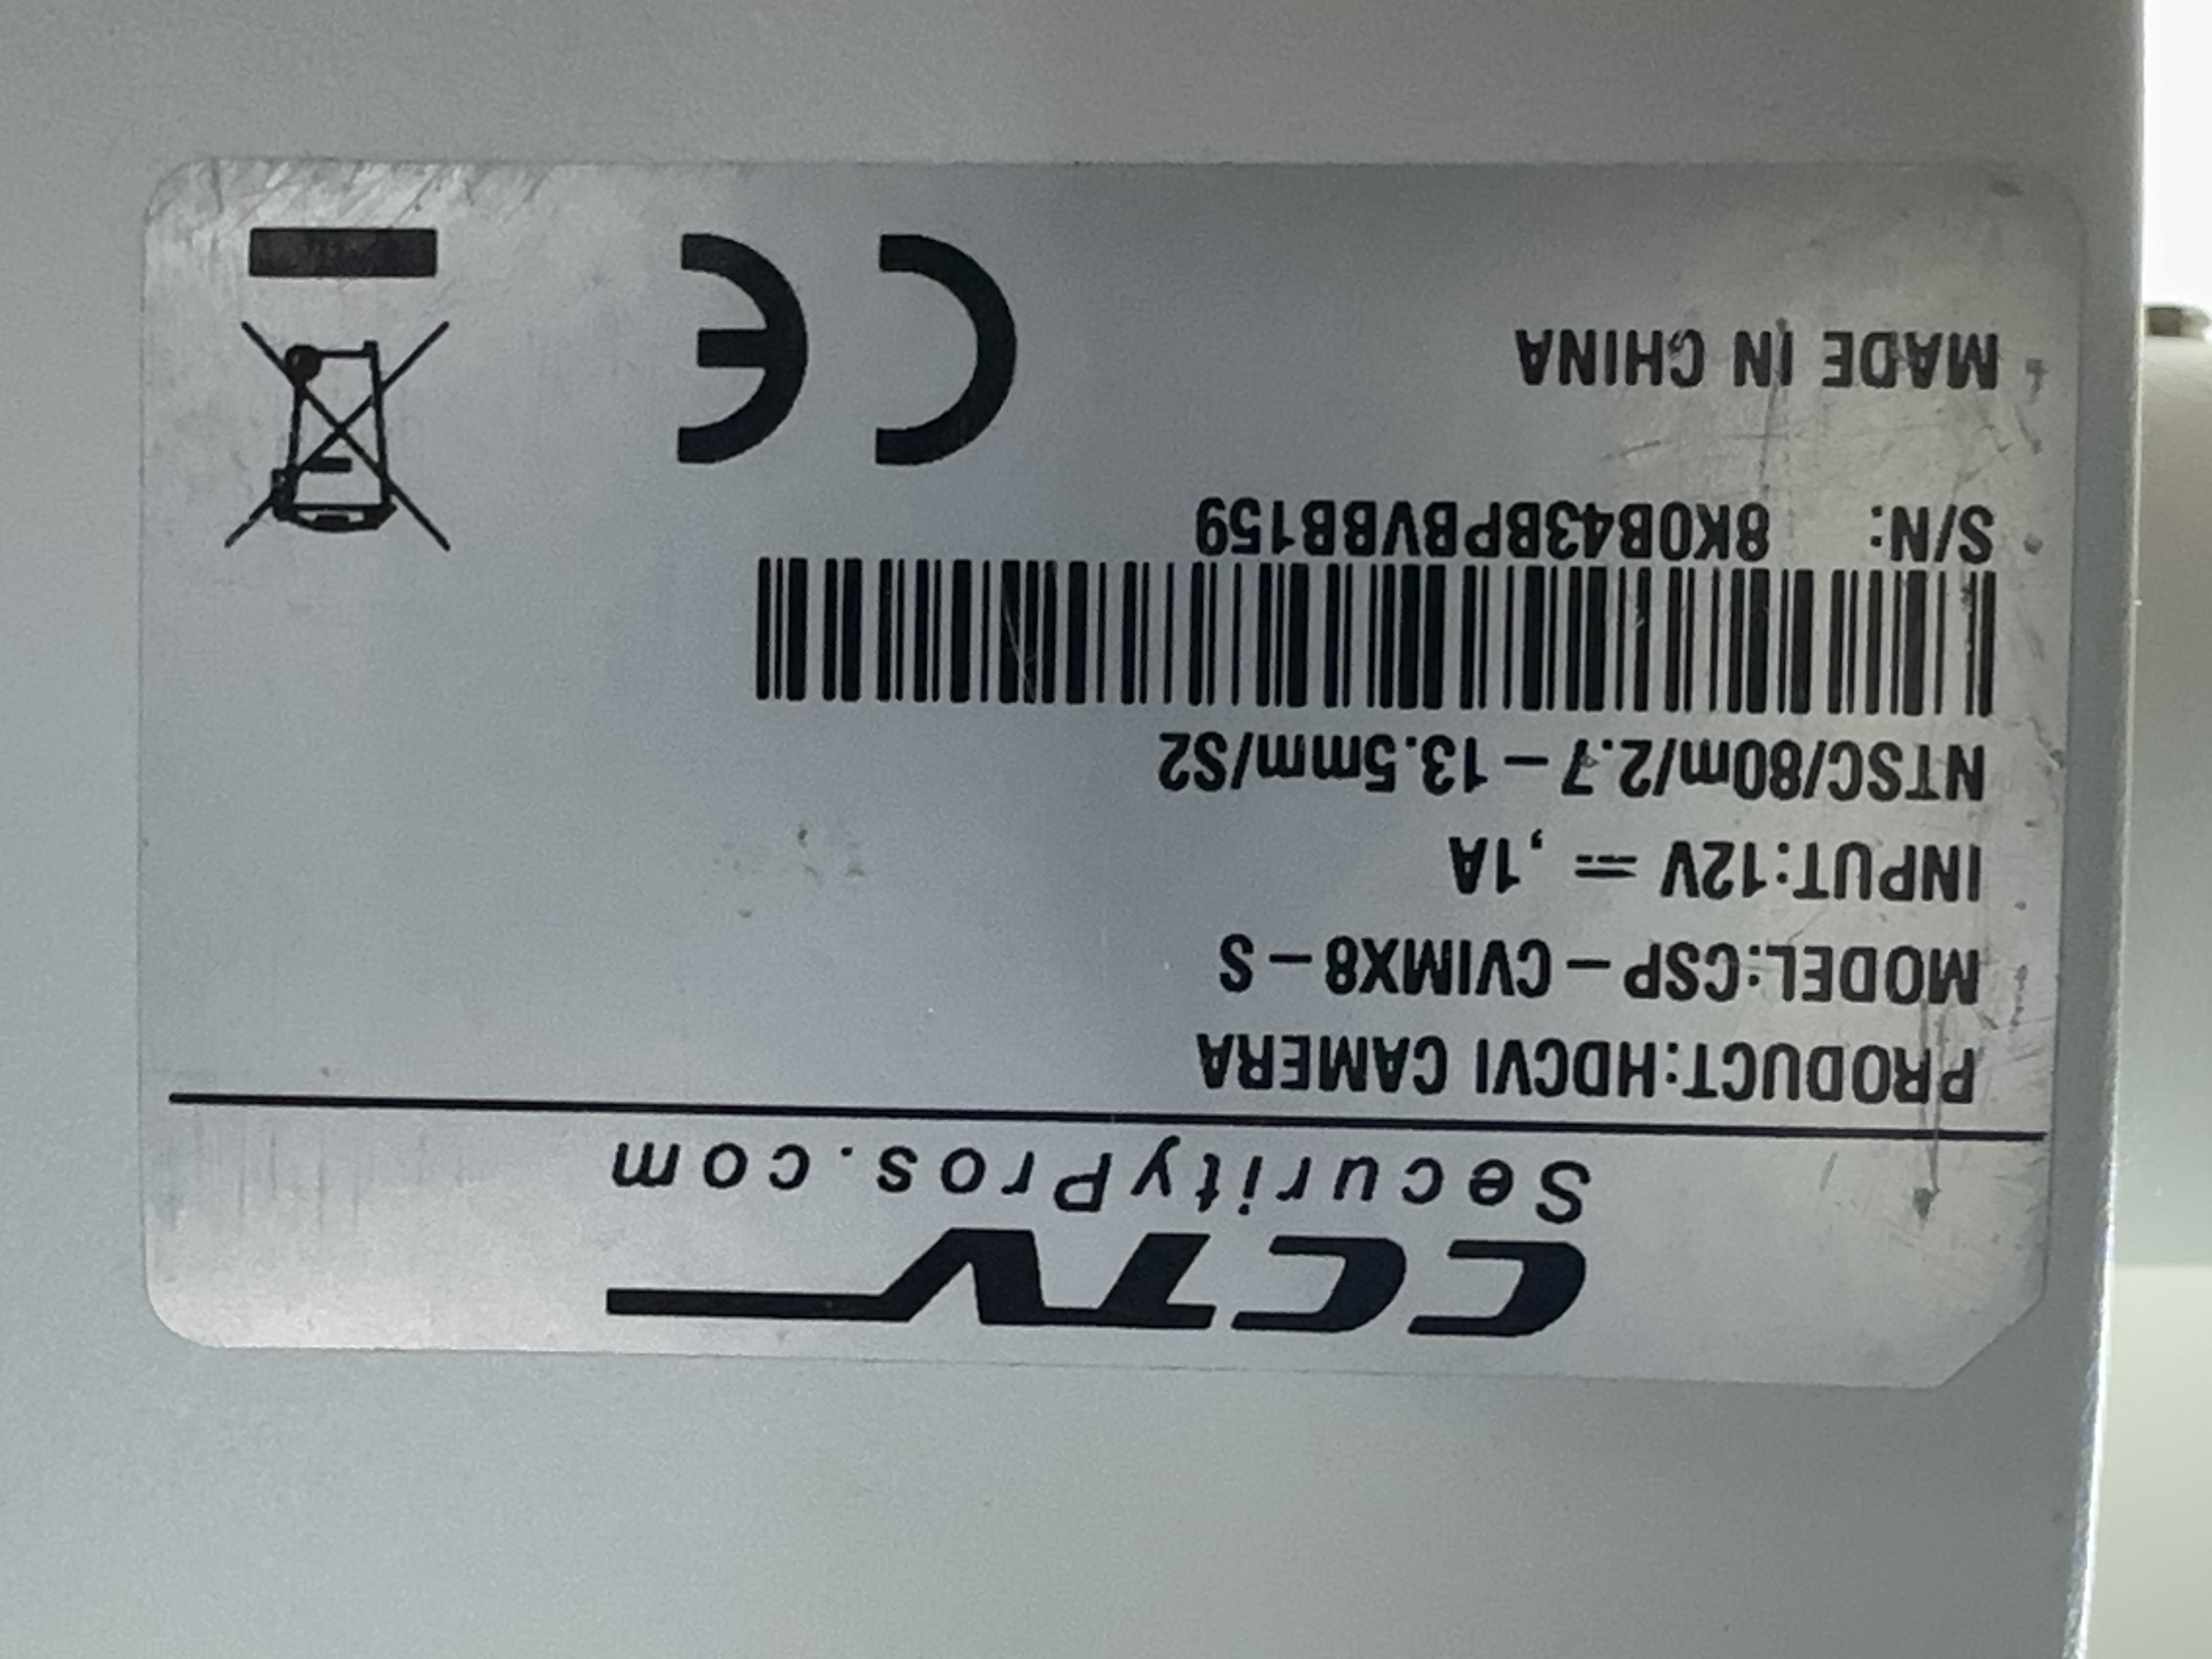 CCTV
SecurityPros.com
PRODUCT:HDCVI CAMERA
MODEL:CSP-CVIMX8-S
INPUT:12V ⎓ ,1A
NTSC/80m/2.7-13.5mm/S2
S/N: 8K0B43BPBVBB159
MADE IN CHINA
CE